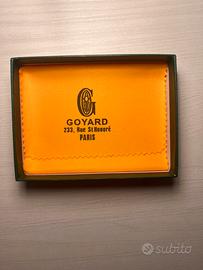 G
GOYARD
233, Rue St Honoré
PARIS
subito